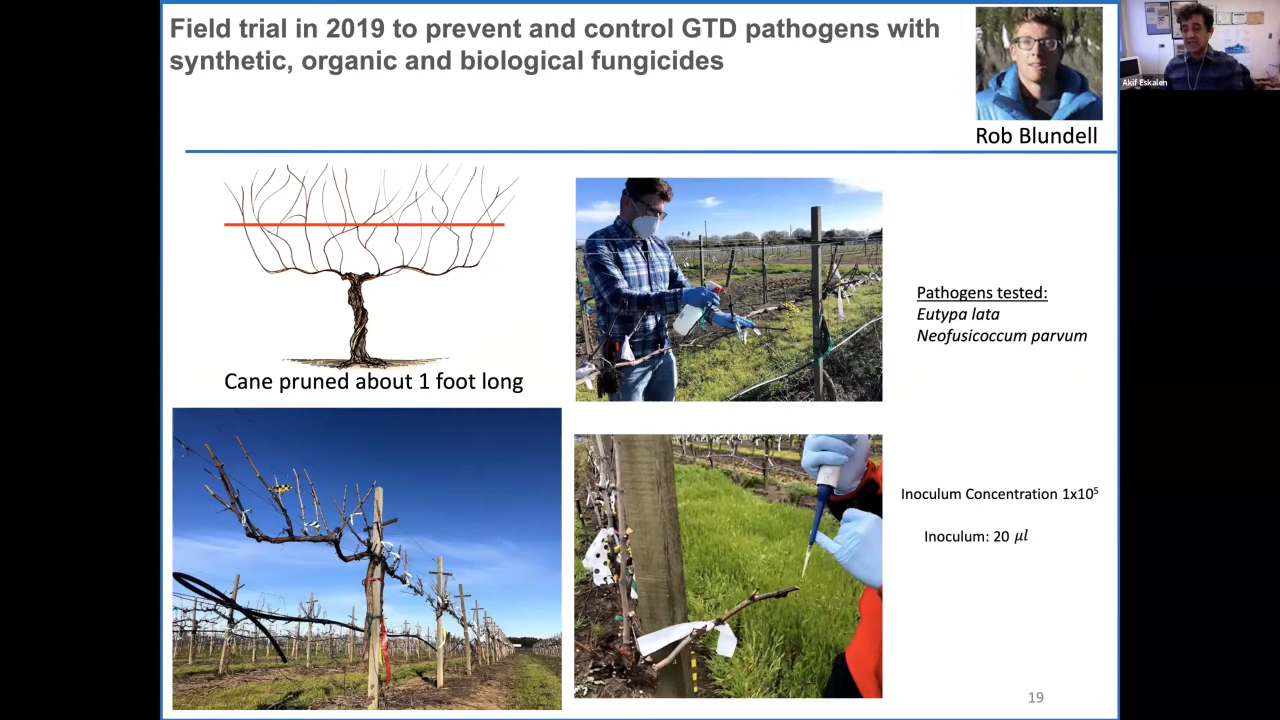 Field trial in 2019 to prevent and control GTD pathogens with
synthetic, organic and biological fungicides
Rob Blundell
Akif Eskalen
Cane pruned about 1 foot long
Pathogens tested:
Eutypa lata
Neofusicoccum parvum
Inoculum Concentration 1x10⁵
Inoculum: 20 μl
19